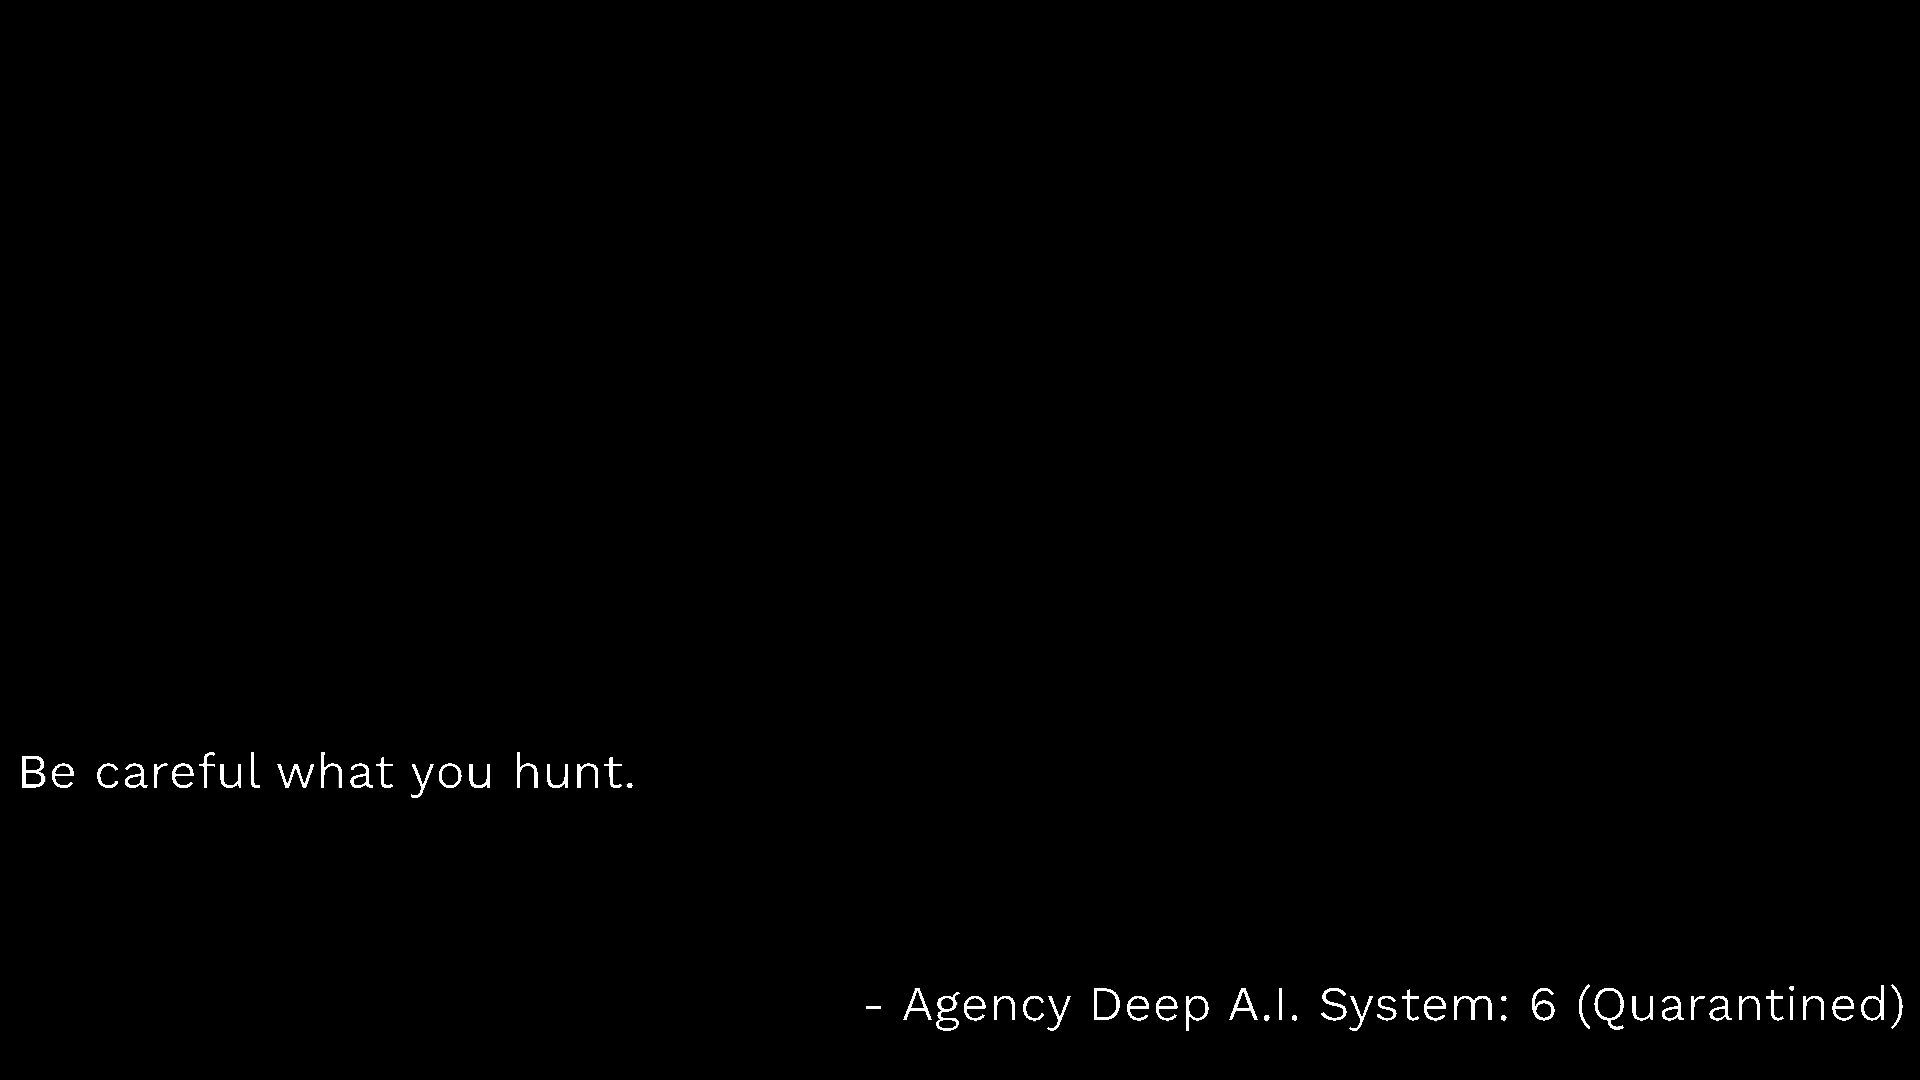 Be careful what you hunt.
- Agency Deep A.I. System: 6 (Quarantined)